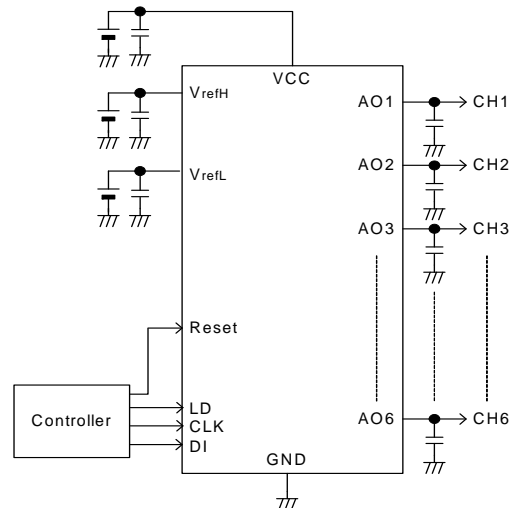 VCC
VrefH
AO1
CH1
VrefL
AO2
CH2
AO3
CH3
Reset
Controller
LD
CLK
DI
AO6
CH6
GND